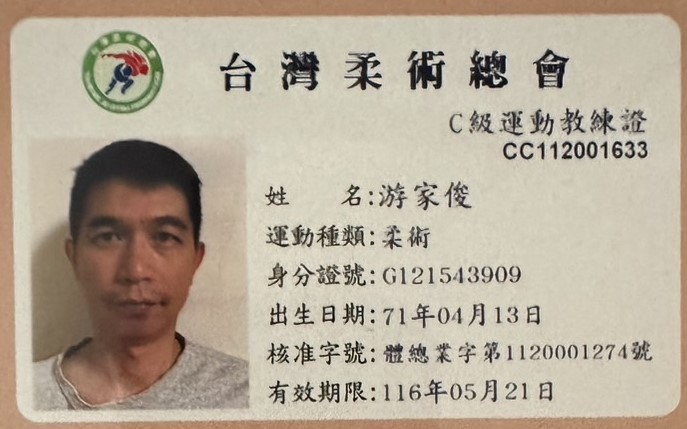 台灣柔術總會
C級運動教練證
CC112001633
姓 名:游家俊
運動種類:柔術
身分證號:G121543909
出生日期:71年04月13日
核准字號:體總業字第1120001274號
有效期限:116年05月21日